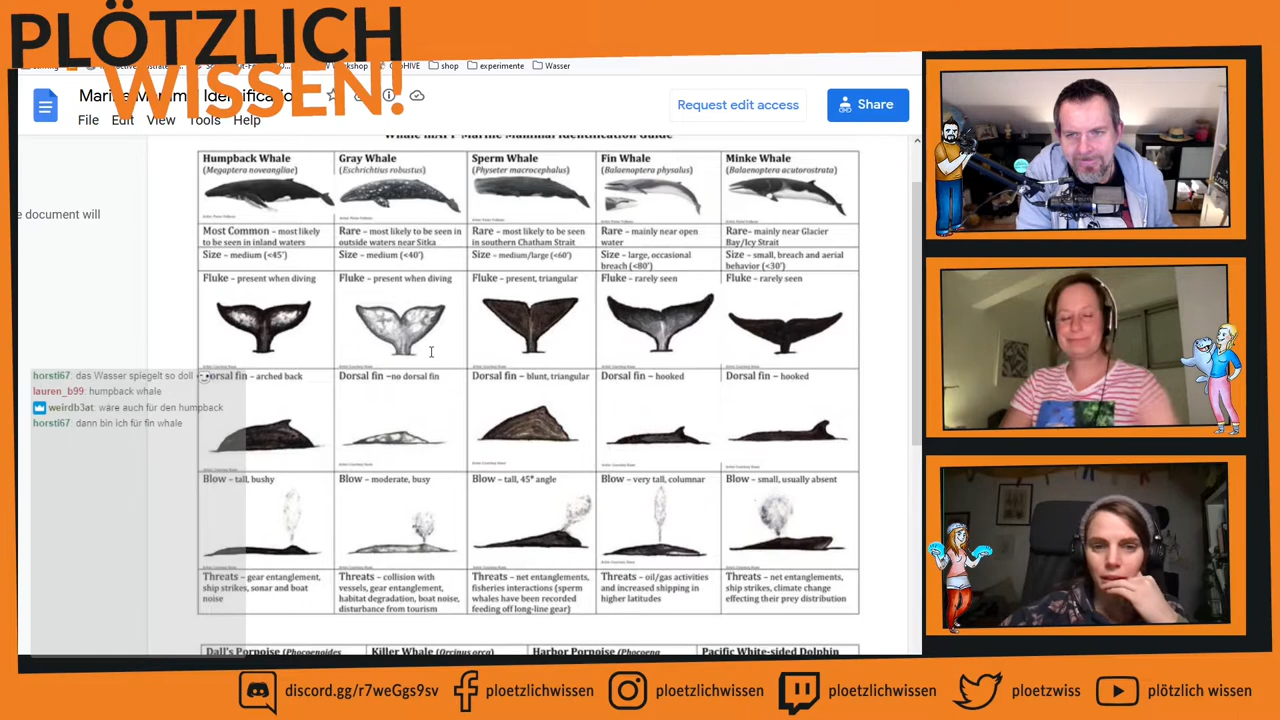 PLÖTZLICH
WISSEN!
shop
experimente
Wasser
Request edit access
Share
File Edit View Tools Help
e document will
Humpback Whale
(Megaptera noveangliae)
Most Common – most likely
to be seen in inland waters
Size – medium (<45')
Fluke – present when diving
Dorsal fin – arched back
Blow – tall, bushy
Threats – gear entanglement,
ship strikes, sonar and boat
noise
Gray Whale
(Eschrichtius robustus)
Rare – most likely to be seen in
outside waters near Sitka
Size – medium (<40')
Fluke – present when diving
Dorsal fin –no dorsal fin
Blow – moderate, busy
Threats – collision with
vessels, gear entanglement,
habitat degradation, boat noise,
disturbance from tourism
Sperm Whale
(Physeter macrocephalus)
Rare – most likely to be seen
in southern Chatham Strait
Size – medium/large (<60')
Fluke – present, triangular
Dorsal fin – blunt, triangular
Blow – tall, 45° angle
Threats – net entanglements,
fisheries interactions (sperm
whales have been recorded
feeding off long-line gear)
Fin Whale
(Balaenoptera physalus)
Rare – mainly near open
water
Size – large, occasional
breach (<80')
Fluke – rarely seen
Dorsal fin – hooked
Blow – very tall, columnar
Threats – oil/gas activities
and increased shipping in
higher latitudes
Minke Whale
(Balaenoptera acutorostrata)
Rare– mainly near Glacier
Bay/Icy Strait
Size – small, breach and aerial
behavior (<30')
Fluke – rarely seen
Dorsal fin – hooked
Blow – small, usually absent
Threats – net entanglements,
ship strikes, climate change
effecting their prey distribution
Dall's Porpoise (Phocoenoides
Killer Whale (Orcinus orca)
Harbor Porpoise (Phocoena
Pacific White-sided Dolphin
horsti67: das Wasser spiegelt so doll
lauren_b99: humpback whale
weirdb3at: wäre auch für den humpback
horsti67: dann bin ich für fin whale
discord.gg/r7weGgs9sv
ploetzlichwissen
ploetzlichwissen
ploetzlichwissen
ploetzwiss
plötzlich wissen